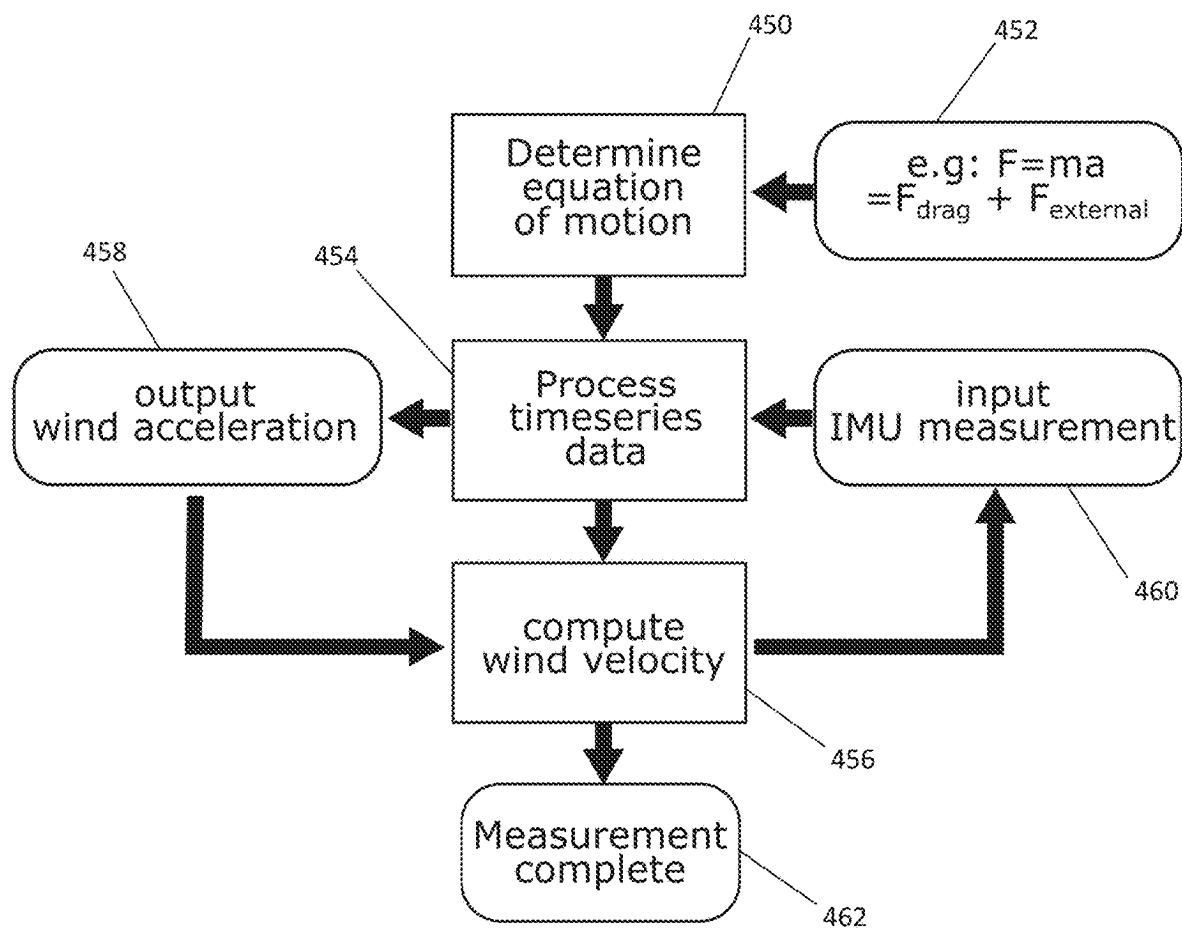 450
452
Determine
equation
of motion
e.g: F=ma
=F_drag + F_external
458
454
output
wind acceleration
Process
timeseries
data
input
IMU measurement
460
compute
wind velocity
456
Measurement
complete
462